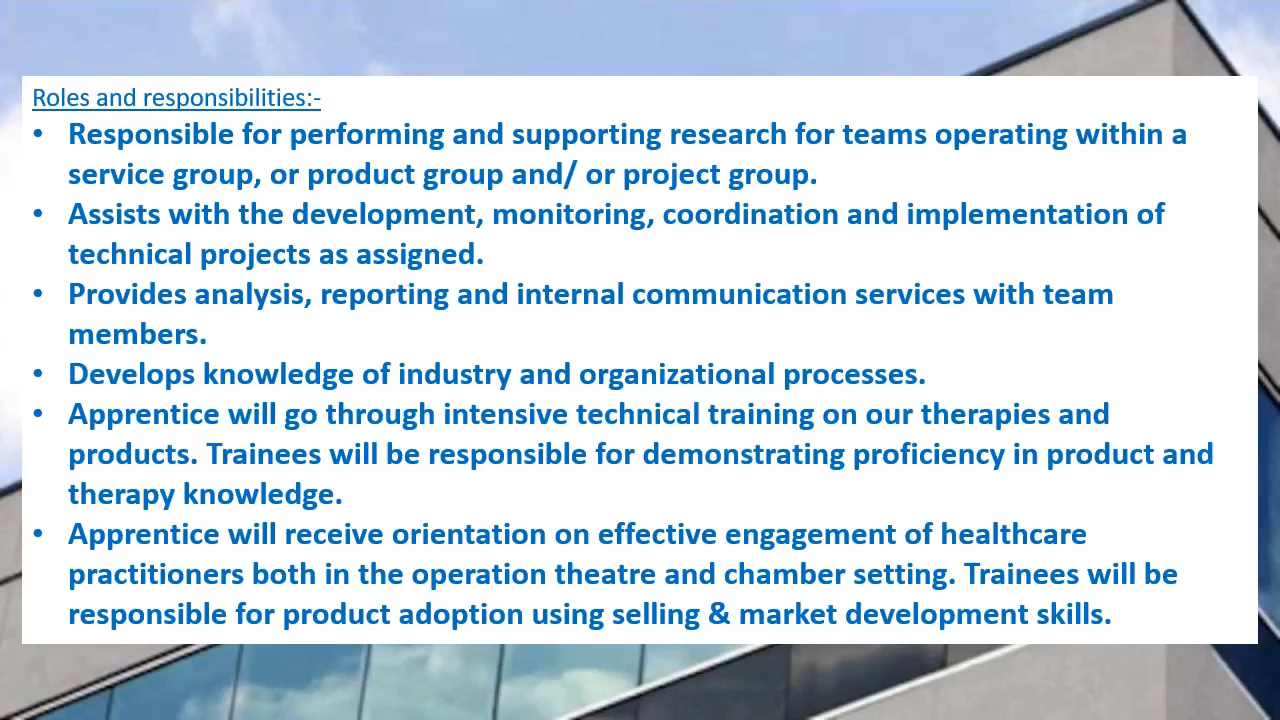 Roles and responsibilities:-
• Responsible for performing and supporting research for teams operating within a
service group, or product group and/ or project group.
• Assists with the development, monitoring, coordination and implementation of
technical projects as assigned.
• Provides analysis, reporting and internal communication services with team
members.
• Develops knowledge of industry and organizational processes.
• Apprentice will go through intensive technical training on our therapies and
products. Trainees will be responsible for demonstrating proficiency in product and
therapy knowledge.
• Apprentice will receive orientation on effective engagement of healthcare
practitioners both in the operation theatre and chamber setting. Trainees will be
responsible for product adoption using selling & market development skills.